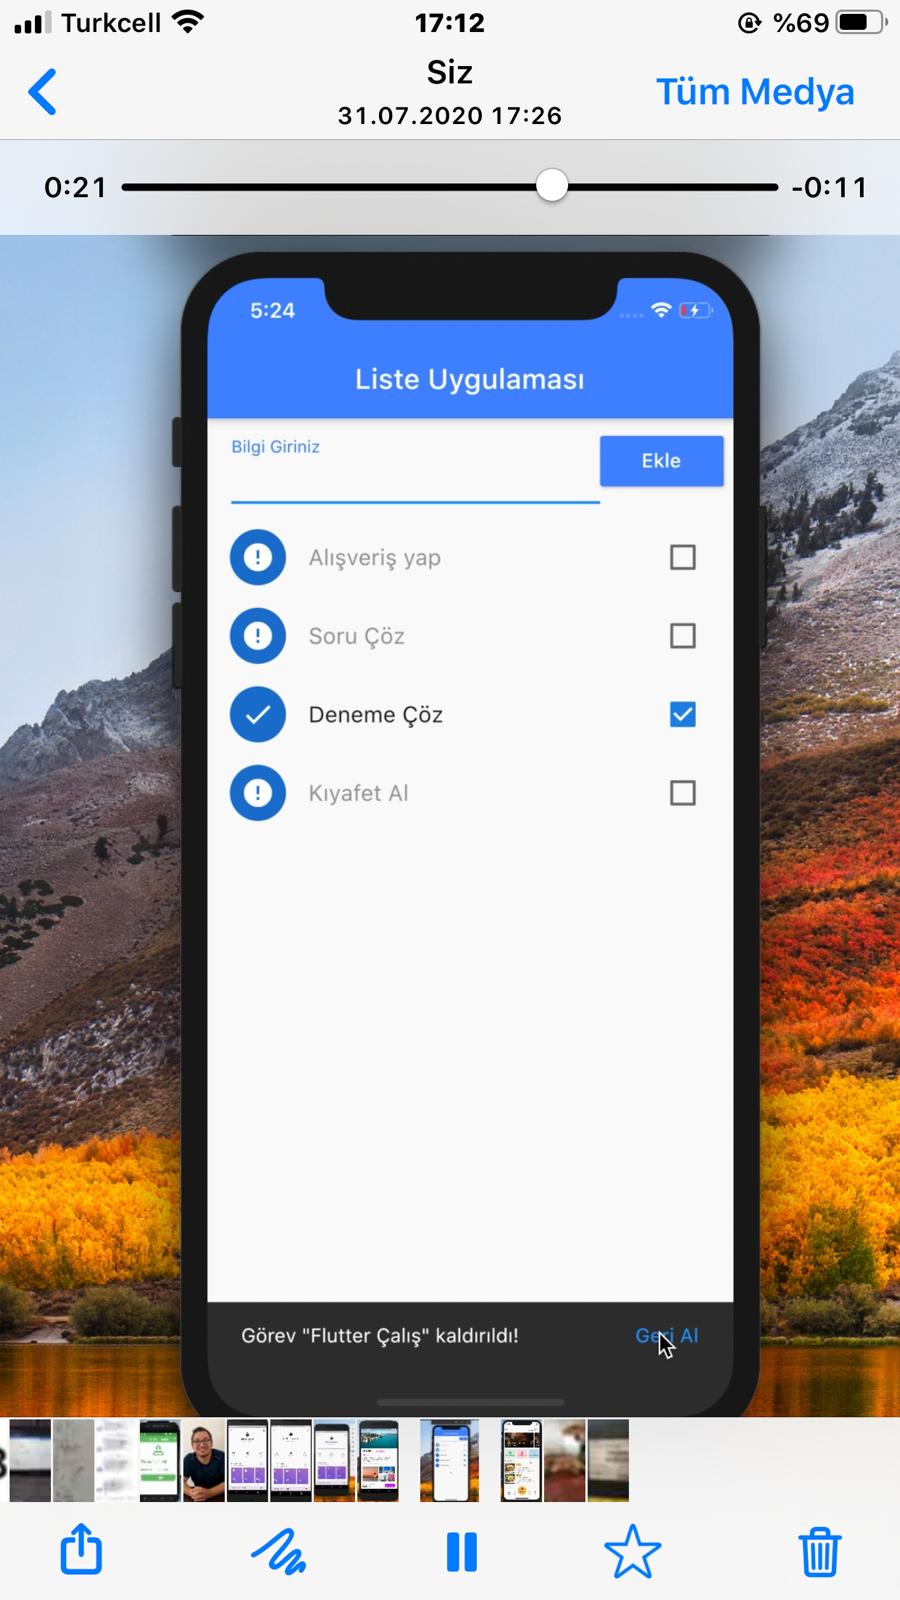 Turkcell 17:12 %69
Siz
31.07.2020 17:26
Tüm Medya
0:21 -0:11
5:24
Liste Uygulaması
Bilgi Giriniz
Ekle
Alışveriş yap
Soru Çöz
Deneme Çöz
Kıyafet Al
Görev "Flutter Çalış" kaldırıldı! Geri Al